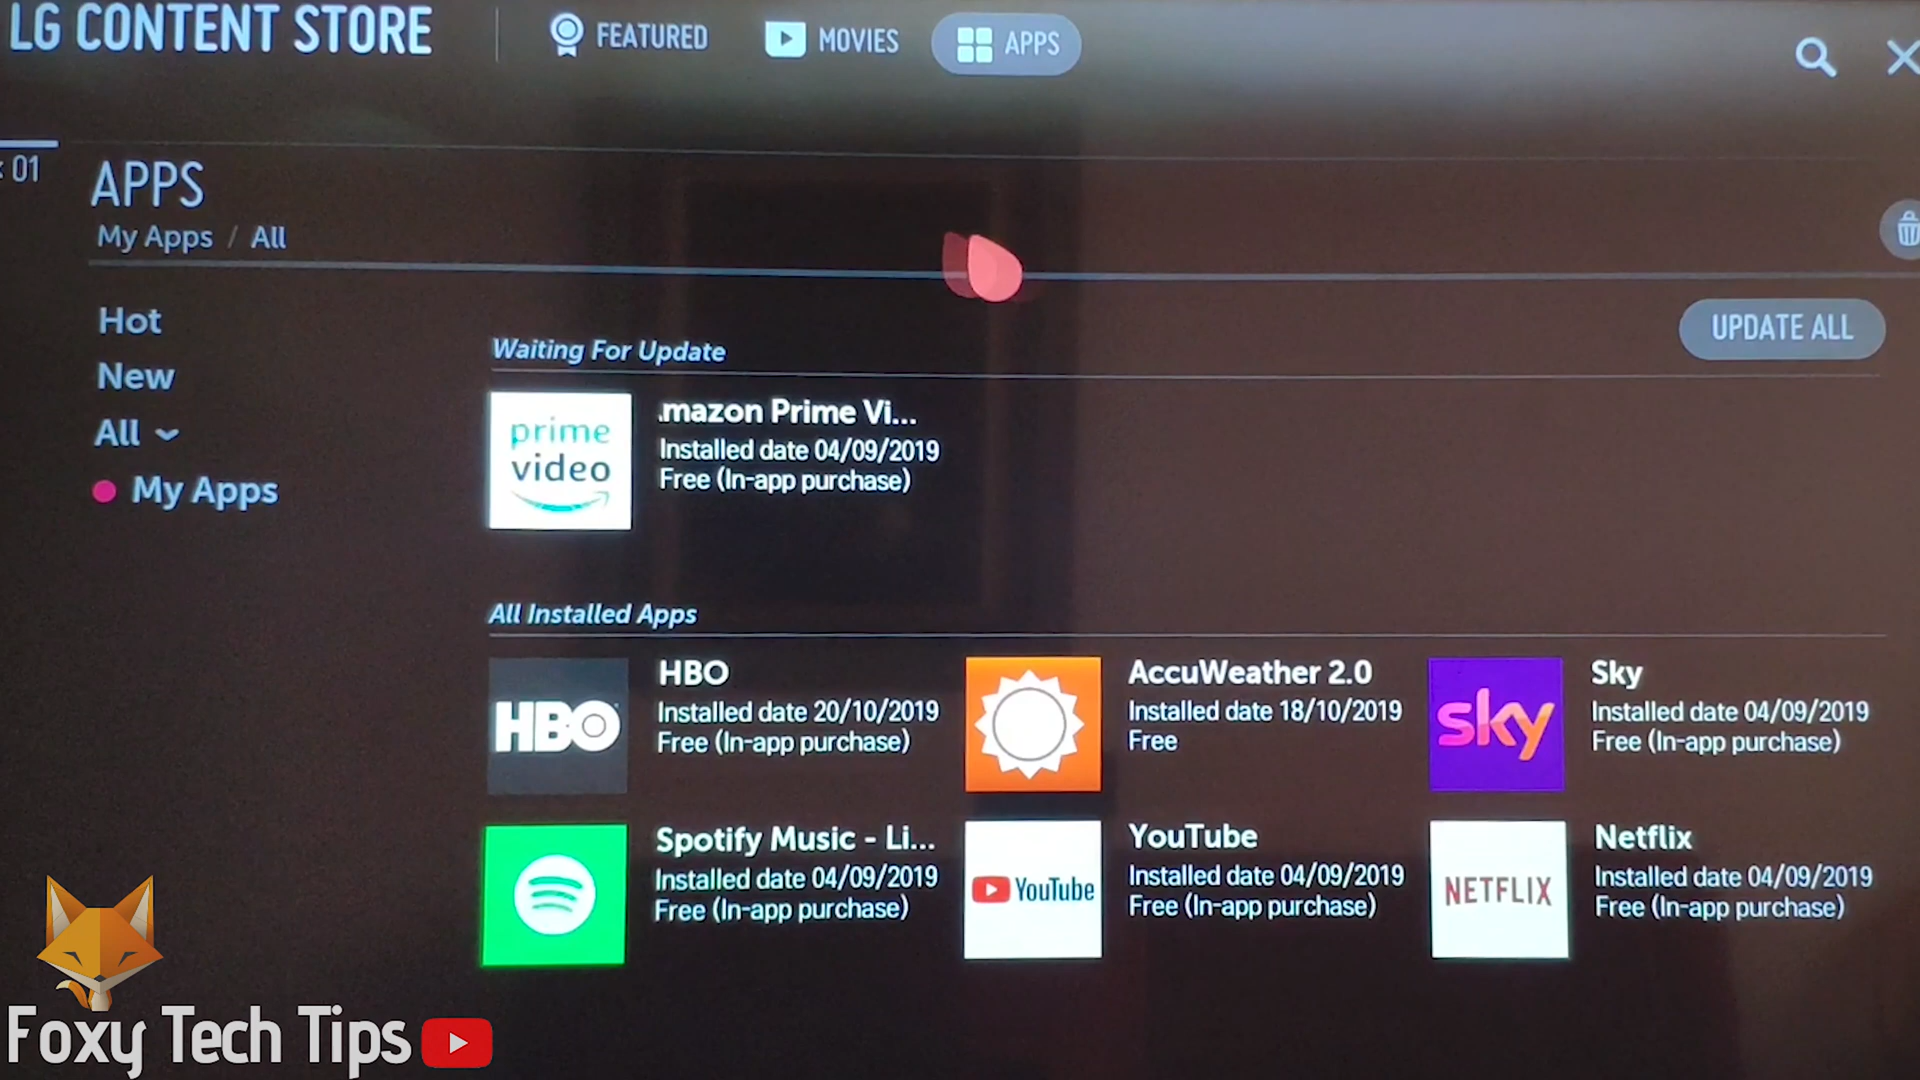 LG CONTENT STORE
FEATURED
MOVIES
APPS
01
APPS
My Apps / All
Hot
New
All
My Apps
UPDATE ALL
Waiting For Update
prime video
.mazon Prime Vi...
Installed date 04/09/2019
Free (In-app purchase)
All Installed Apps
HBO
HBO
Installed date 20/10/2019
Free (In-app purchase)
AccuWeather 2.0
Installed date 18/10/2019
Free
sky
Sky
Installed date 04/09/2019
Free (In-app purchase)
Spotify Music - Li...
Installed date 04/09/2019
Free (In-app purchase)
YouTube
YouTube
Installed date 04/09/2019
Free (In-app purchase)
NETFLIX
Netflix
Installed date 04/09/2019
Free (In-app purchase)
Foxy Tech Tips